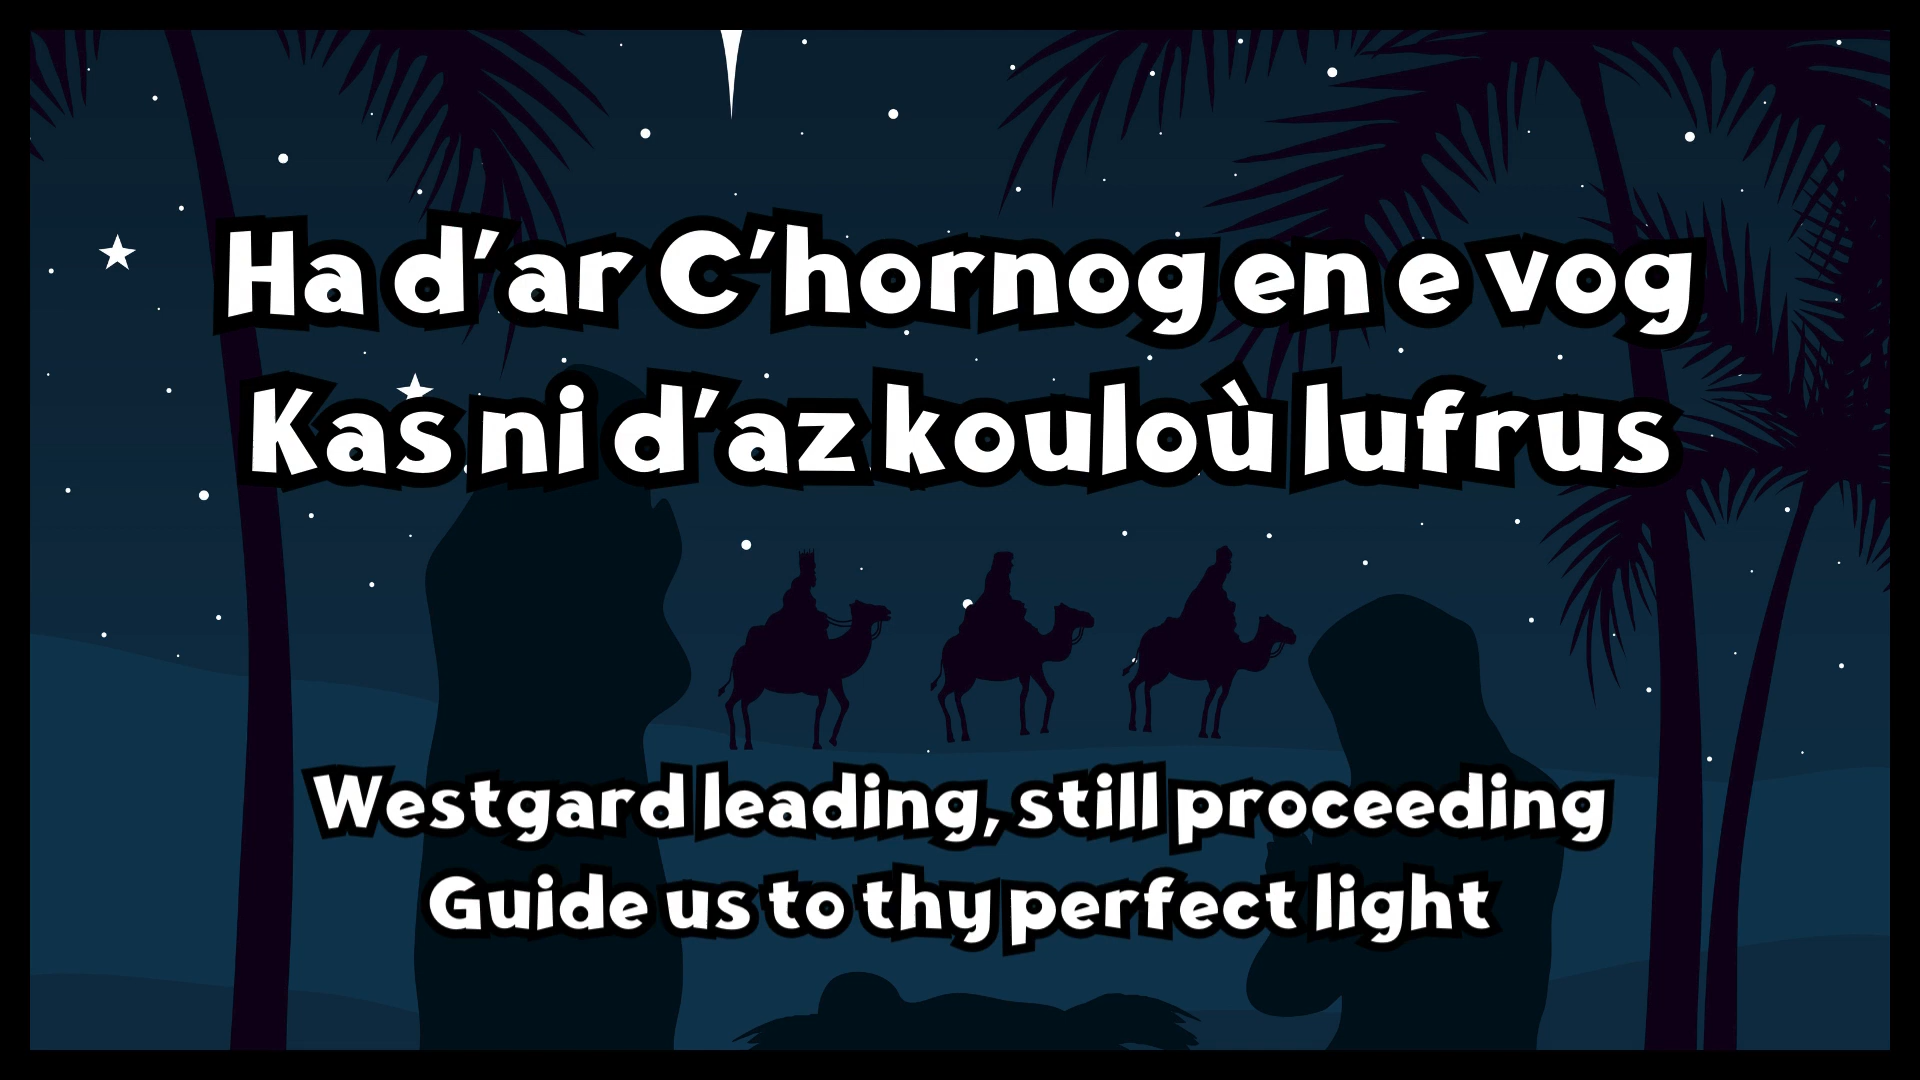 Ha d'ar C'hornog en e vog
Kas ni d'az kouloù lufrus
Westgard leading, still proceeding
Guide us to thy perfect light